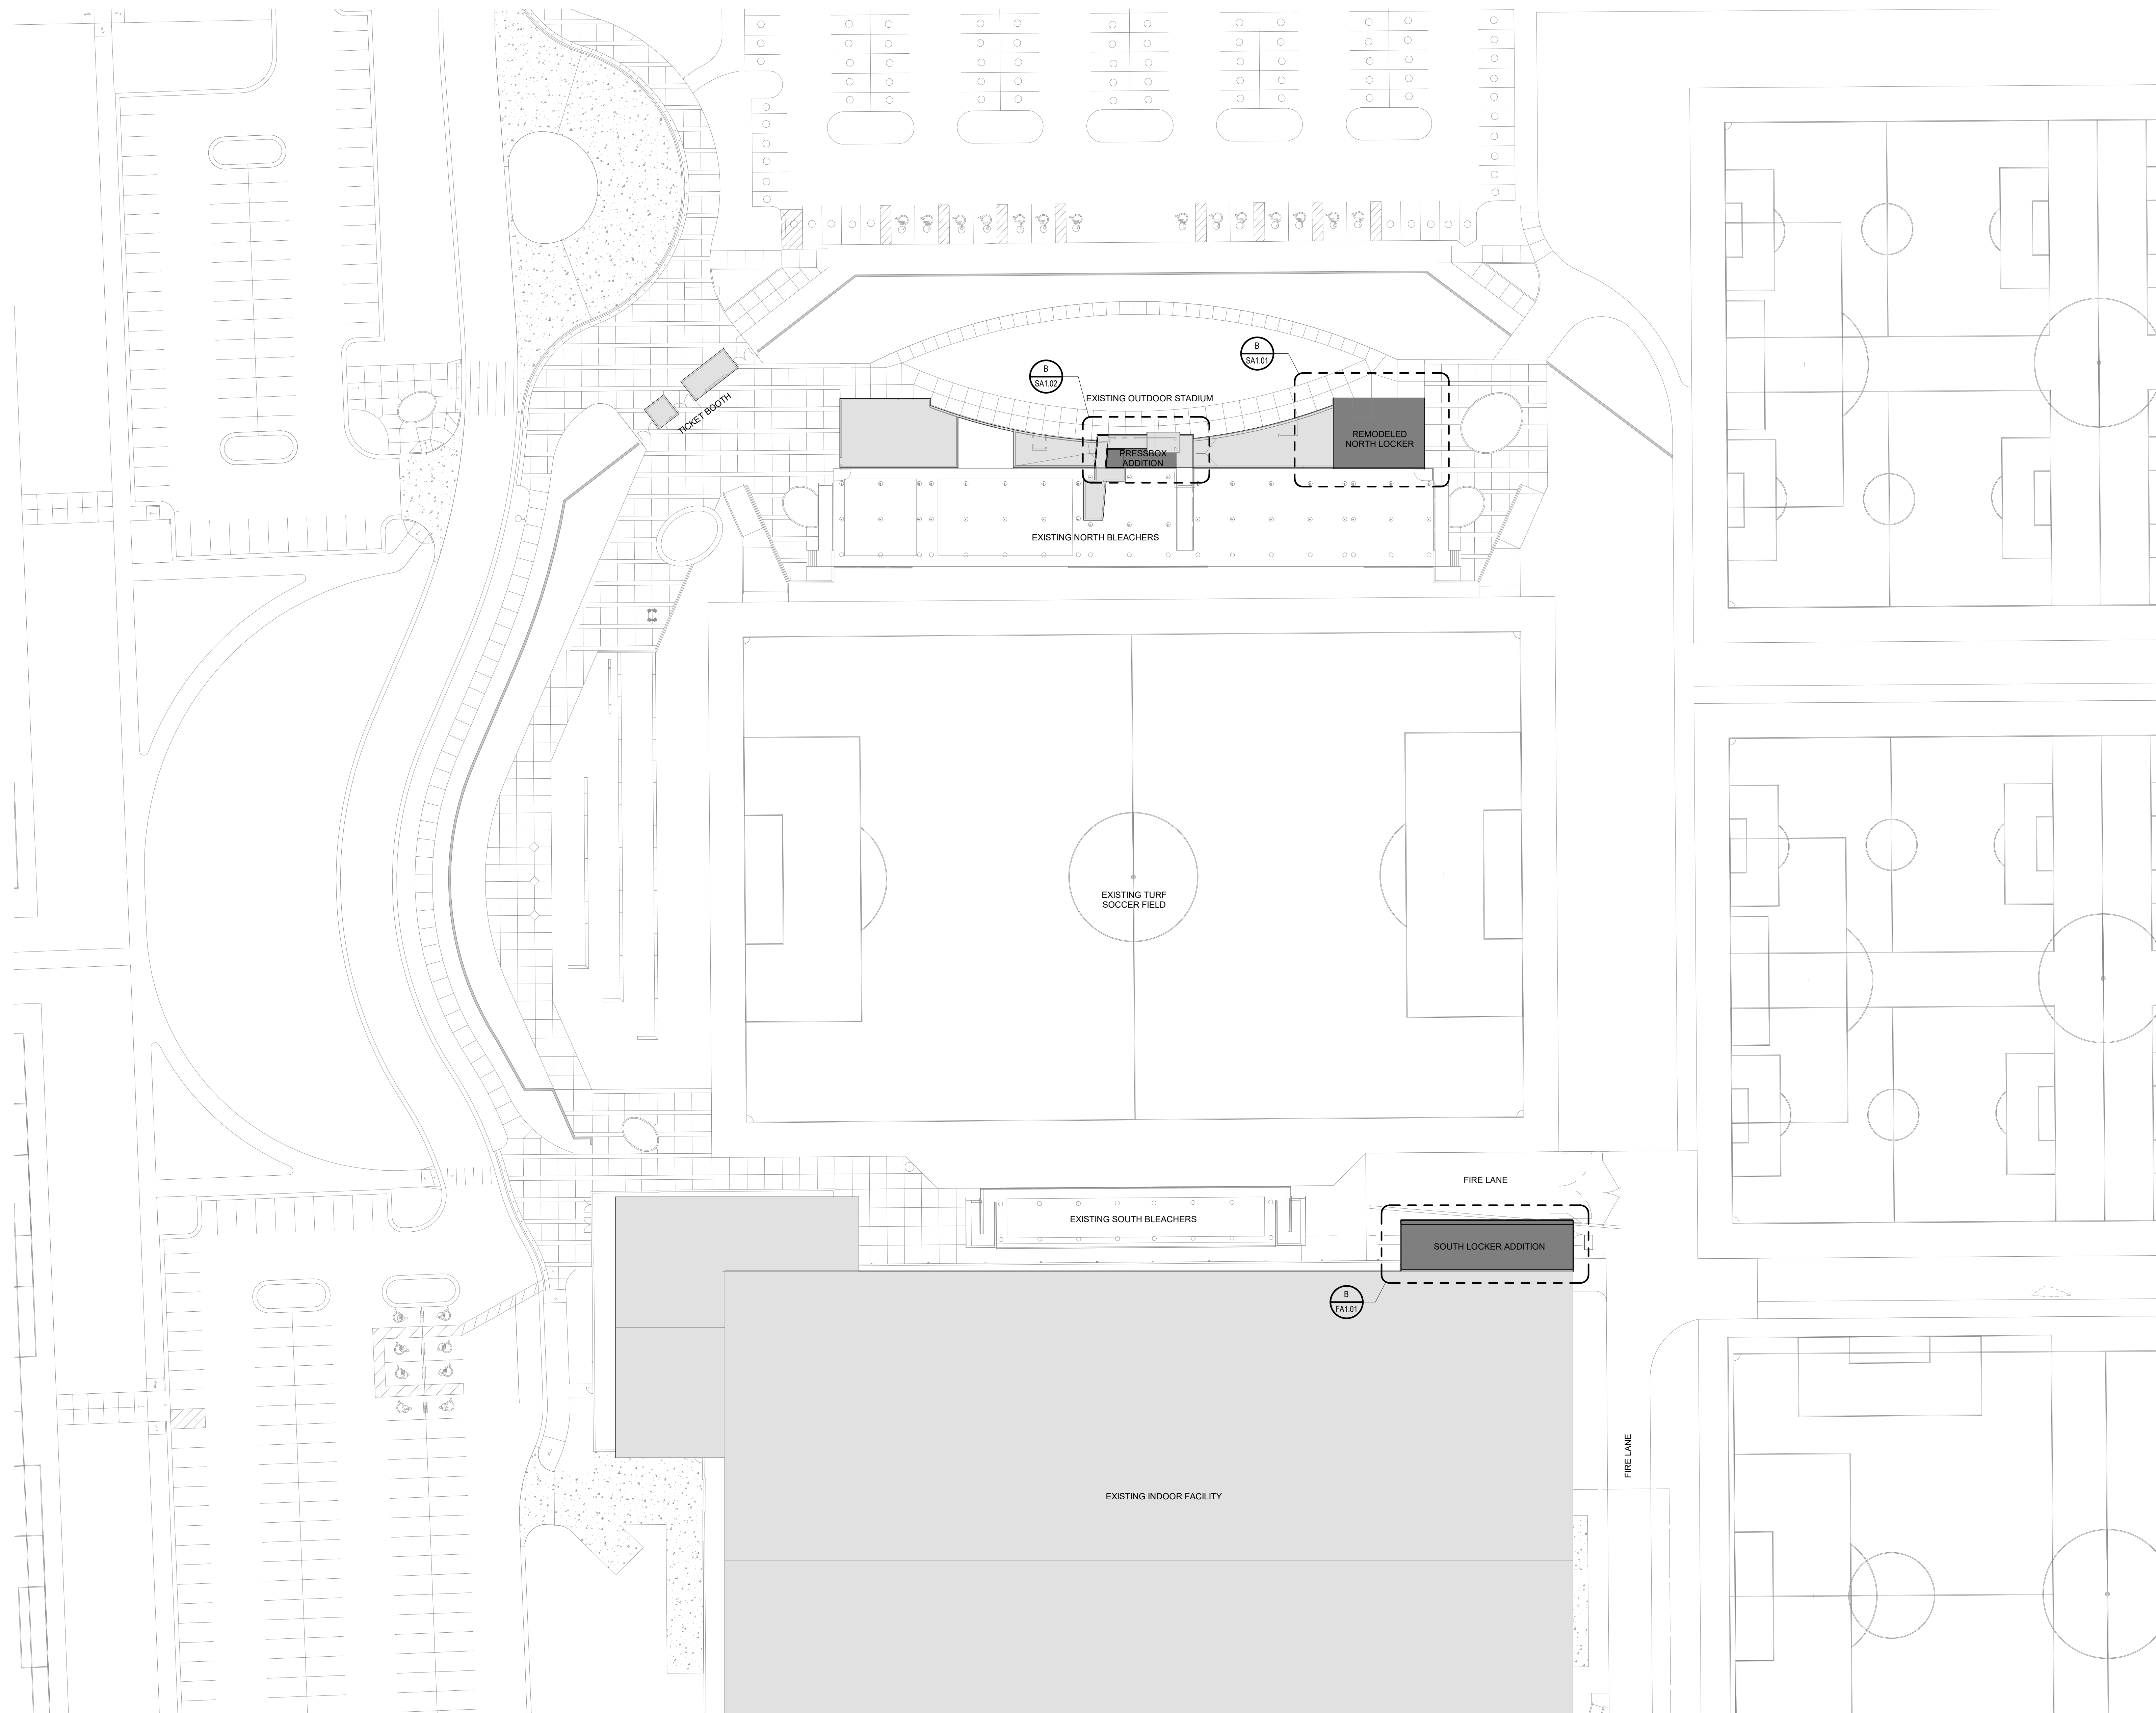 B
SA1.01
B
SA1.02
EXISTING OUTDOOR STADIUM
TICKET BOOTH
REMODELED
NORTH LOCKER
PRESSBOX
ADDITION
EXISTING NORTH BLEACHERS
EXISTING TURF
SOCCER FIELD
FIRE LANE
EXISTING SOUTH BLEACHERS
SOUTH LOCKER ADDITION
B
FA1.01
FIRE LANE
EXISTING INDOOR FACILITY